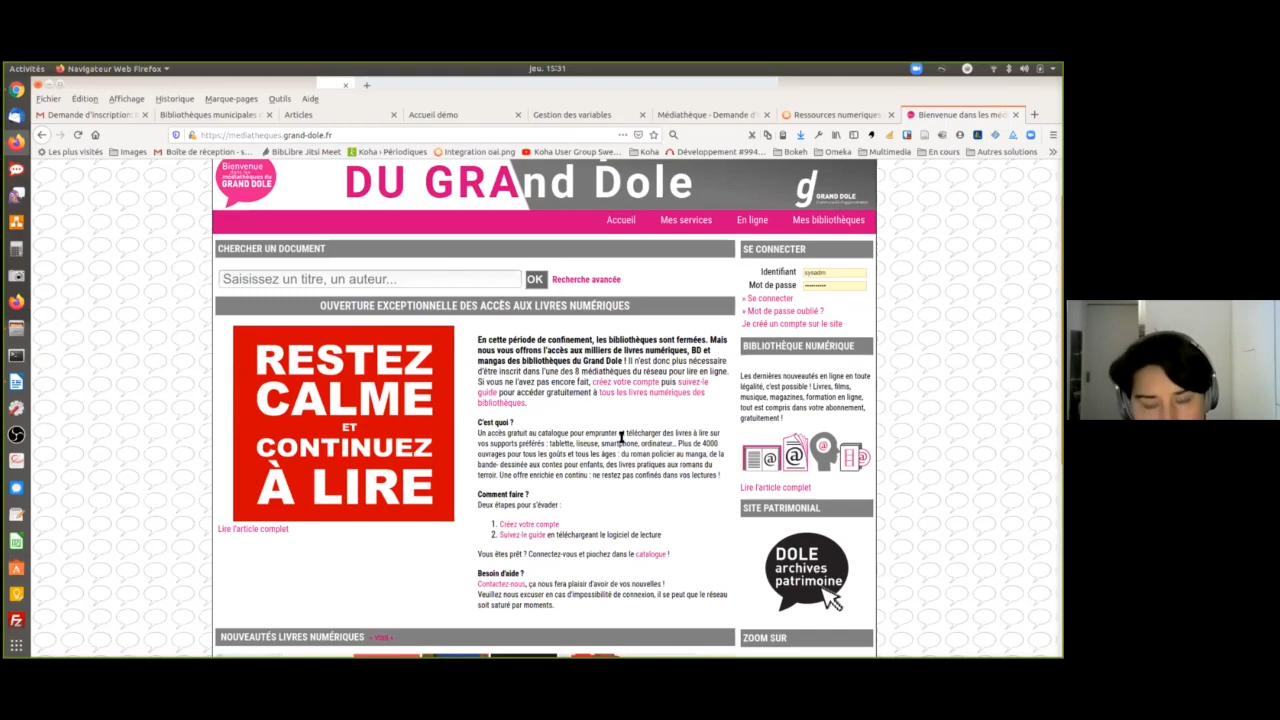 Activités Navigateur Web Firefox jeu. 15:31
Fichier Édition Affichage Historique Marque-pages Outils Aide
Demande d'inscription: Bibliothèques municipales Articles Accueil démo Gestion des variables Médiathèque - Demande d' Ressources numériques Bienvenue dans les méd
https://mediatheques.grand-dole.fr
Les plus visités Images Boîte de réception - s... BibLibre Jitsi Meet Koha › Périodiques Integration oai.png Koha User Group Swe... Koha Développement #994... Bokeh Omeka Multimedia En cours Autres solutions
Bienvenue
dans les
médiathèques du
GRAND DOLE
DU GRAnd Dole
GRAND DOLE
Accueil Mes services En ligne Mes bibliothèques
CHERCHER UN DOCUMENT
Saisissez un titre, un auteur... OK Recherche avancée
OUVERTURE EXCEPTIONNELLE DES ACCÈS AUX LIVRES NUMÉRIQUES
RESTEZ
CALME
ET
CONTINUEZ
À LIRE
Lire l'article complet
En cette période de confinement, les bibliothèques sont fermées. Mais
nous vous offrons l'accès aux milliers de livres numériques, BD et
mangas des bibliothèques du Grand Dole ! Il n'est donc plus nécessaire
d'être inscrit dans l'une des 8 médiathèques du réseau pour lire en ligne.
Si vous ne l'avez pas encore fait, créez votre compte puis suivez-le
guide pour accéder gratuitement à tous les livres numériques des
bibliothèques.
C'est quoi ?
Un accès gratuit au catalogue pour emprunter et télécharger des livres à lire sur
vos supports préférés : tablette, liseuse, smartphone, ordinateur... Plus de 4000
ouvrages pour tous les goûts et tous les âges : du roman policier au manga, de la
bande- dessinée aux contes pour enfants, des livres pratiques aux romans du
terroir. Une offre enrichie en continu : ne restez pas confinés dans vos lectures !
Comment faire ?
Deux étapes pour s'évader :
1. Créez votre compte
2. Suivez-le guide en téléchargeant le logiciel de lecture
Vous êtes prêt ? Connectez-vous et piochez dans le catalogue !
Besoin d'aide ?
Contactez-nous, ça nous fera plaisir d'avoir de vos nouvelles !
Veuillez nous excuser en cas d'impossibilité de connexion, il se peut que le réseau
soit saturé par moments.
NOUVEAUTÉS LIVRES NUMÉRIQUES
SE CONNECTER
Identifiant sysadm
Mot de passe
» Se connecter
» Mot de passe oublié ?
Je créé un compte sur le site
BIBLIOTHÈQUE NUMÉRIQUE
Les dernières nouveautés en ligne en toute
légalité, c'est possible ! Livres, films,
musique, magazines, formation en ligne,
tout est compris dans votre abonnement,
gratuitement !
Lire l'article complet
SITE PATRIMONIAL
DOLE
archives
patrimoine
ZOOM SUR